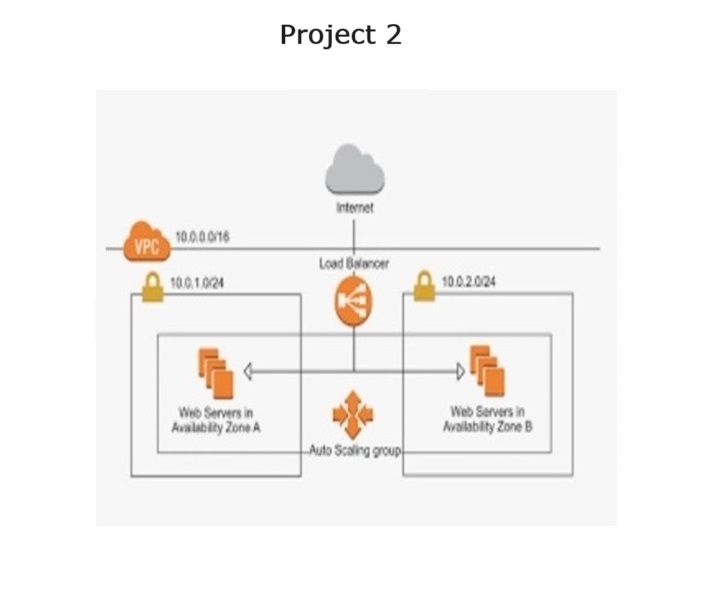 Project 2
Internet
VPC
10.0.0.0/16
Load Balancer
10.0.1.0/24
10.0.2.0/24
Web Servers in
Availability Zone A
Web Servers in
Availability Zone B
Auto Scaling group